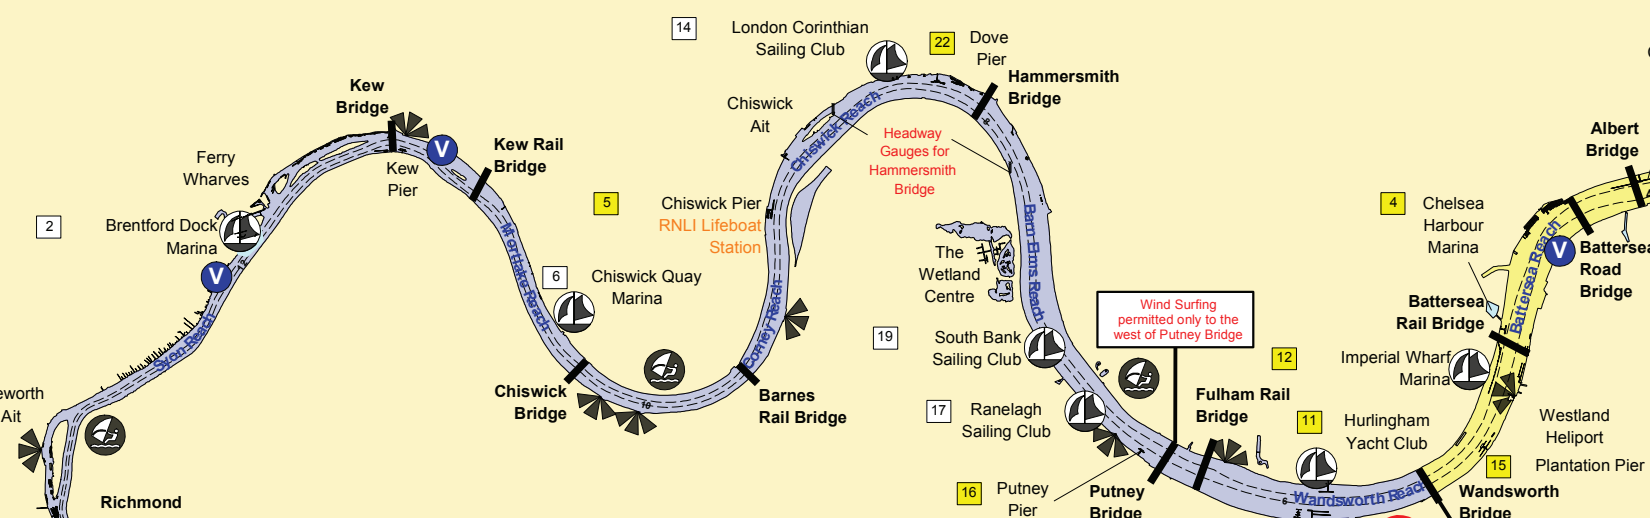 14
London Corinthian
Sailing Club
22
Dove
Pier
Hammersmith
Bridge
Kew
Bridge
Chiswick
Ait
Chiswick Reach
Headway
Gauges for
Hammersmith
Bridge
Albert
Bridge
V
Kew Rail
Bridge
Ferry
Wharves
Kew
Pier
2
Brentford Dock
Marina
V
Syon Reach
5
Chiswick Pier
RNLI Lifeboat
Station
Mortlake Reach
6
Chiswick Quay
Marina
Corney Reach
The
Wetland
Centre
Barn Elms Reach
4
Chelsea
Harbour
Marina
Battersea Reach
V
Battersea
Road
Bridge
Battersea
Rail Bridge
Wind Surfing
permitted only to the
west of Putney Bridge
19
South Bank
Sailing Club
12
Imperial Wharf
Marina
eworth
Ait
Chiswick
Bridge
10
Barnes
Rail Bridge
17
Ranelagh
Sailing Club
Fulham Rail
Bridge
11
Hurlingham
Yacht Club
Westland
Heliport
15
Plantation Pier
Richmond
16
Putney
Pier
Putney
Bridge
6
Wandsworth Reach
Wandsworth
Bridge